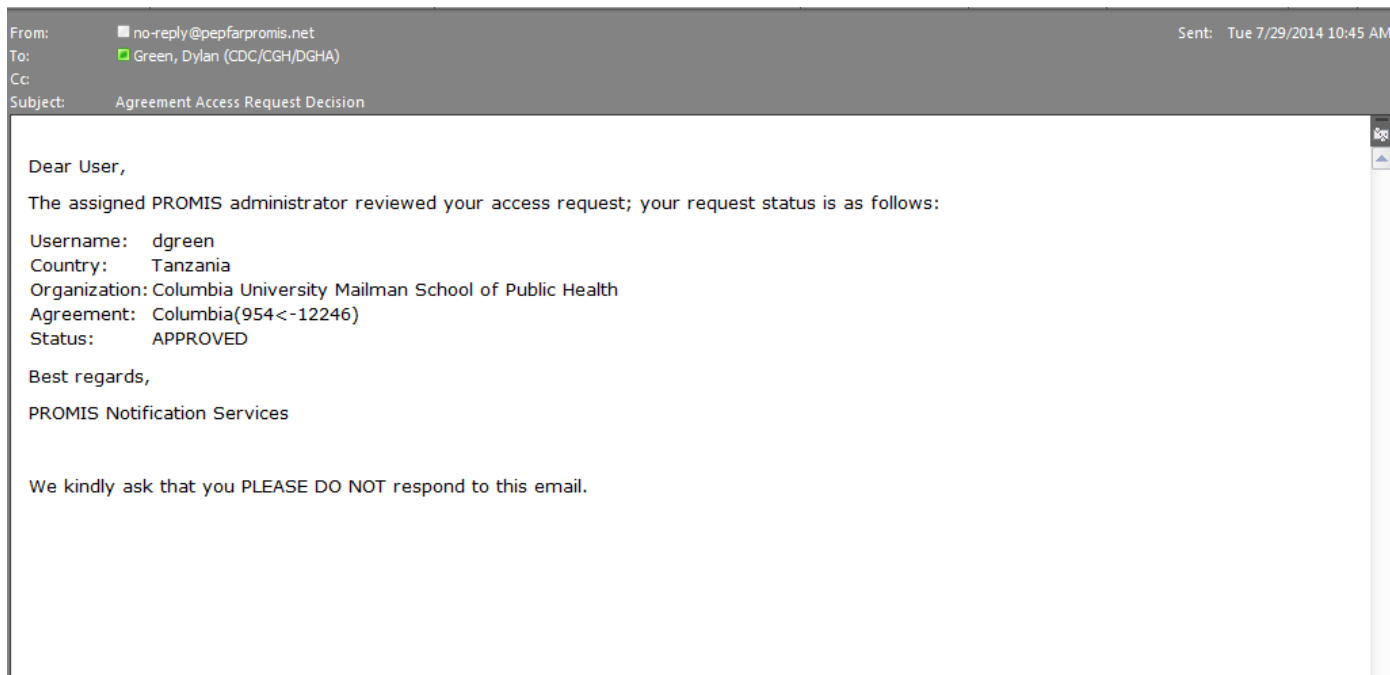 From: no-reply@pepfarpromis.net Sent: Tue 7/29/2014 10:45 AM
To: Green, Dylan (CDC/CGH/DGHA)
Cc:
Subject: Agreement Access Request Decision
Dear User,
The assigned PROMIS administrator reviewed your access request; your request status is as follows:
Username: dgreen
Country: Tanzania
Organization: Columbia University Mailman School of Public Health
Agreement: Columbia(954<-12246)
Status: APPROVED
Best regards,
PROMIS Notification Services
We kindly ask that you PLEASE DO NOT respond to this email.